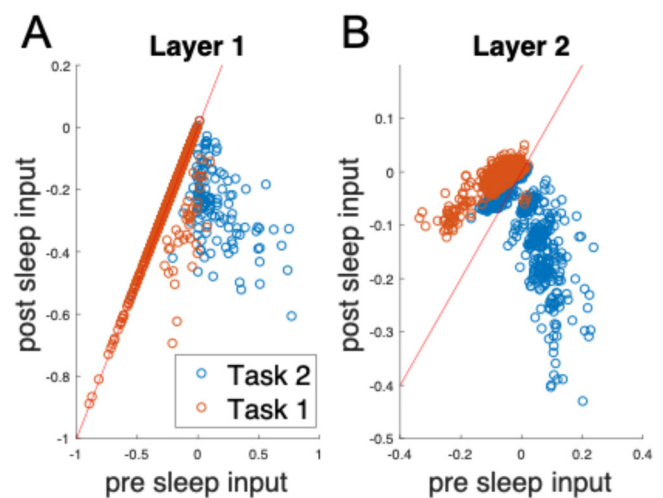 A
Layer 1
0.2
0
-0.2
-0.4
-0.6
-0.8
-1
-1
-0.5
0
0.5
1
post sleep input
pre sleep input
Task 2
Task 1
B
Layer 2
0.1
0
-0.1
-0.2
-0.3
-0.4
-0.5
-0.4
-0.2
0
0.2
0.4
post sleep input
pre sleep input